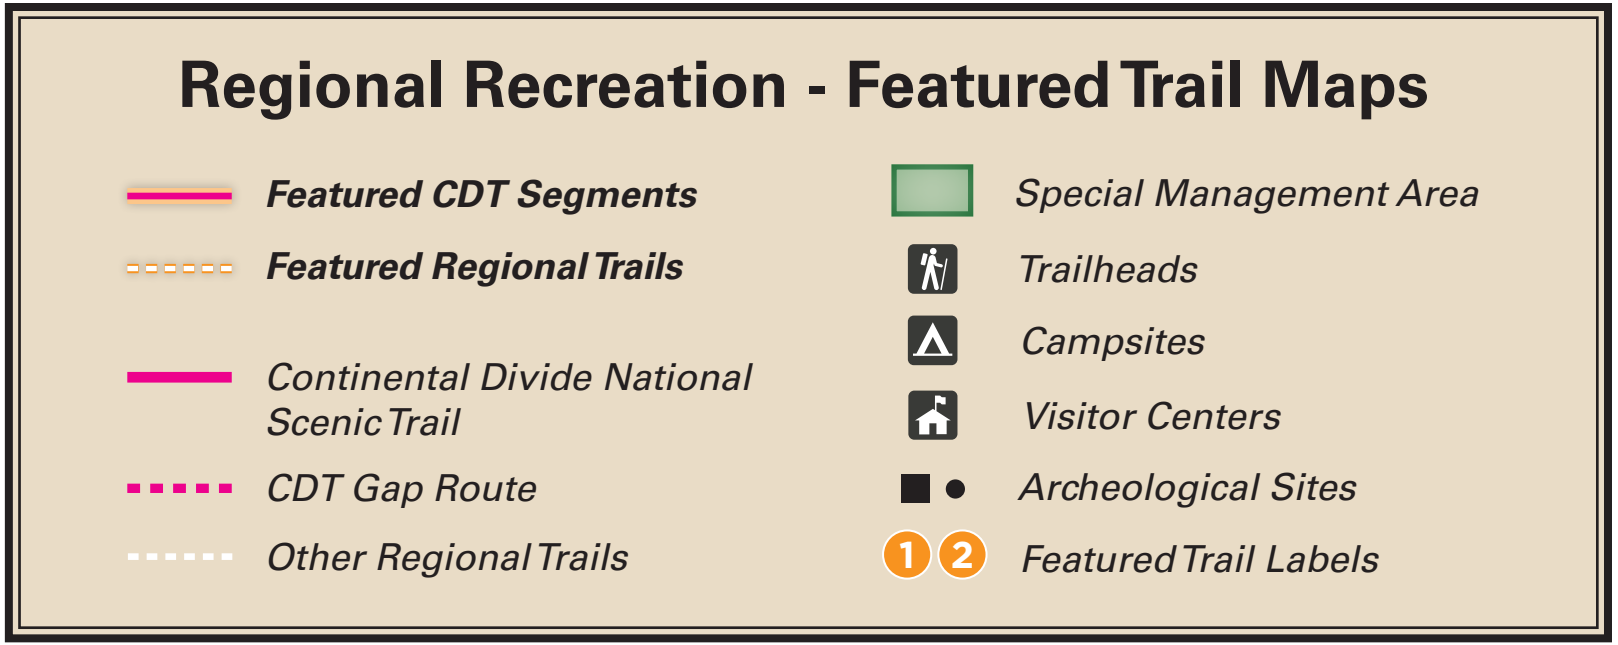 Regional Recreation - Featured Trail Maps
Featured CDT Segments
Featured Regional Trails
Continental Divide National
Scenic Trail
CDT Gap Route
Other Regional Trails
Special Management Area
Trailheads
Campsites
Visitor Centers
Archeological Sites
1 2 Featured Trail Labels